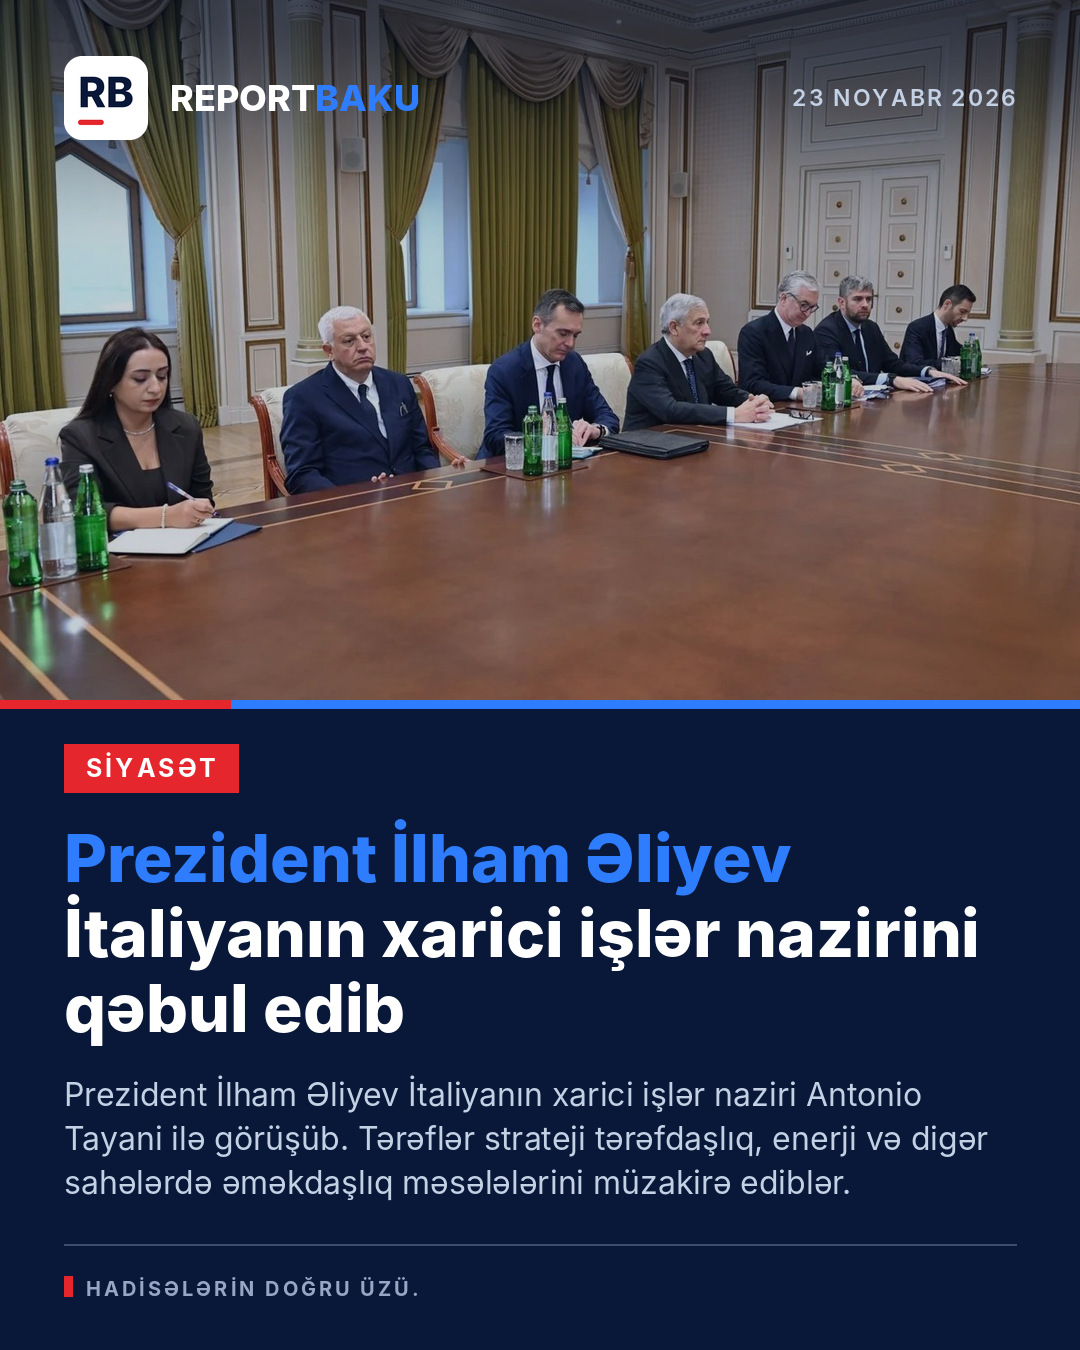 RB
REPORTBAKU
23 NOYABR 2026
SİYASƏT
Prezident İlham Əliyev
İtaliyanın xarici işlər nazirini
qəbul edib
Prezident İlham Əliyev İtaliyanın xarici işlər naziri Antonio
Tayani ilə görüşüb. Tərəflər strateji tərəfdaşlıq, enerji və digər
sahələrdə əməkdaşlıq məsələlərini müzakirə ediblər.
HADİSƏLƏRİN DOĞRU ÜZÜ.